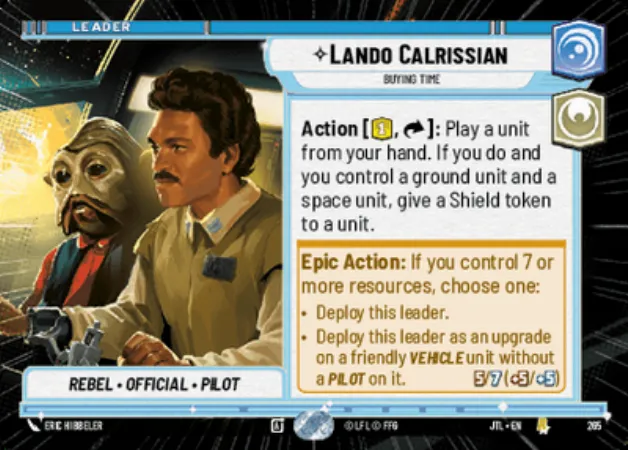 LEADER
LANDO CALRISSIAN
BUYING TIME
Action [1, ]: Play a unit
from your hand. If you do and
you control a ground unit and a
space unit, give a Shield token
to a unit.
Epic Action: If you control 7 or
more resources, choose one:
• Deploy this leader.
• Deploy this leader as an upgrade
on a friendly VEHICLE unit without
a PILOT on it. 5/7 (+5/+5)
REBEL • OFFICIAL • PILOT
ERIC HIBBELER
©LFL © FFG
JTL • EN
265